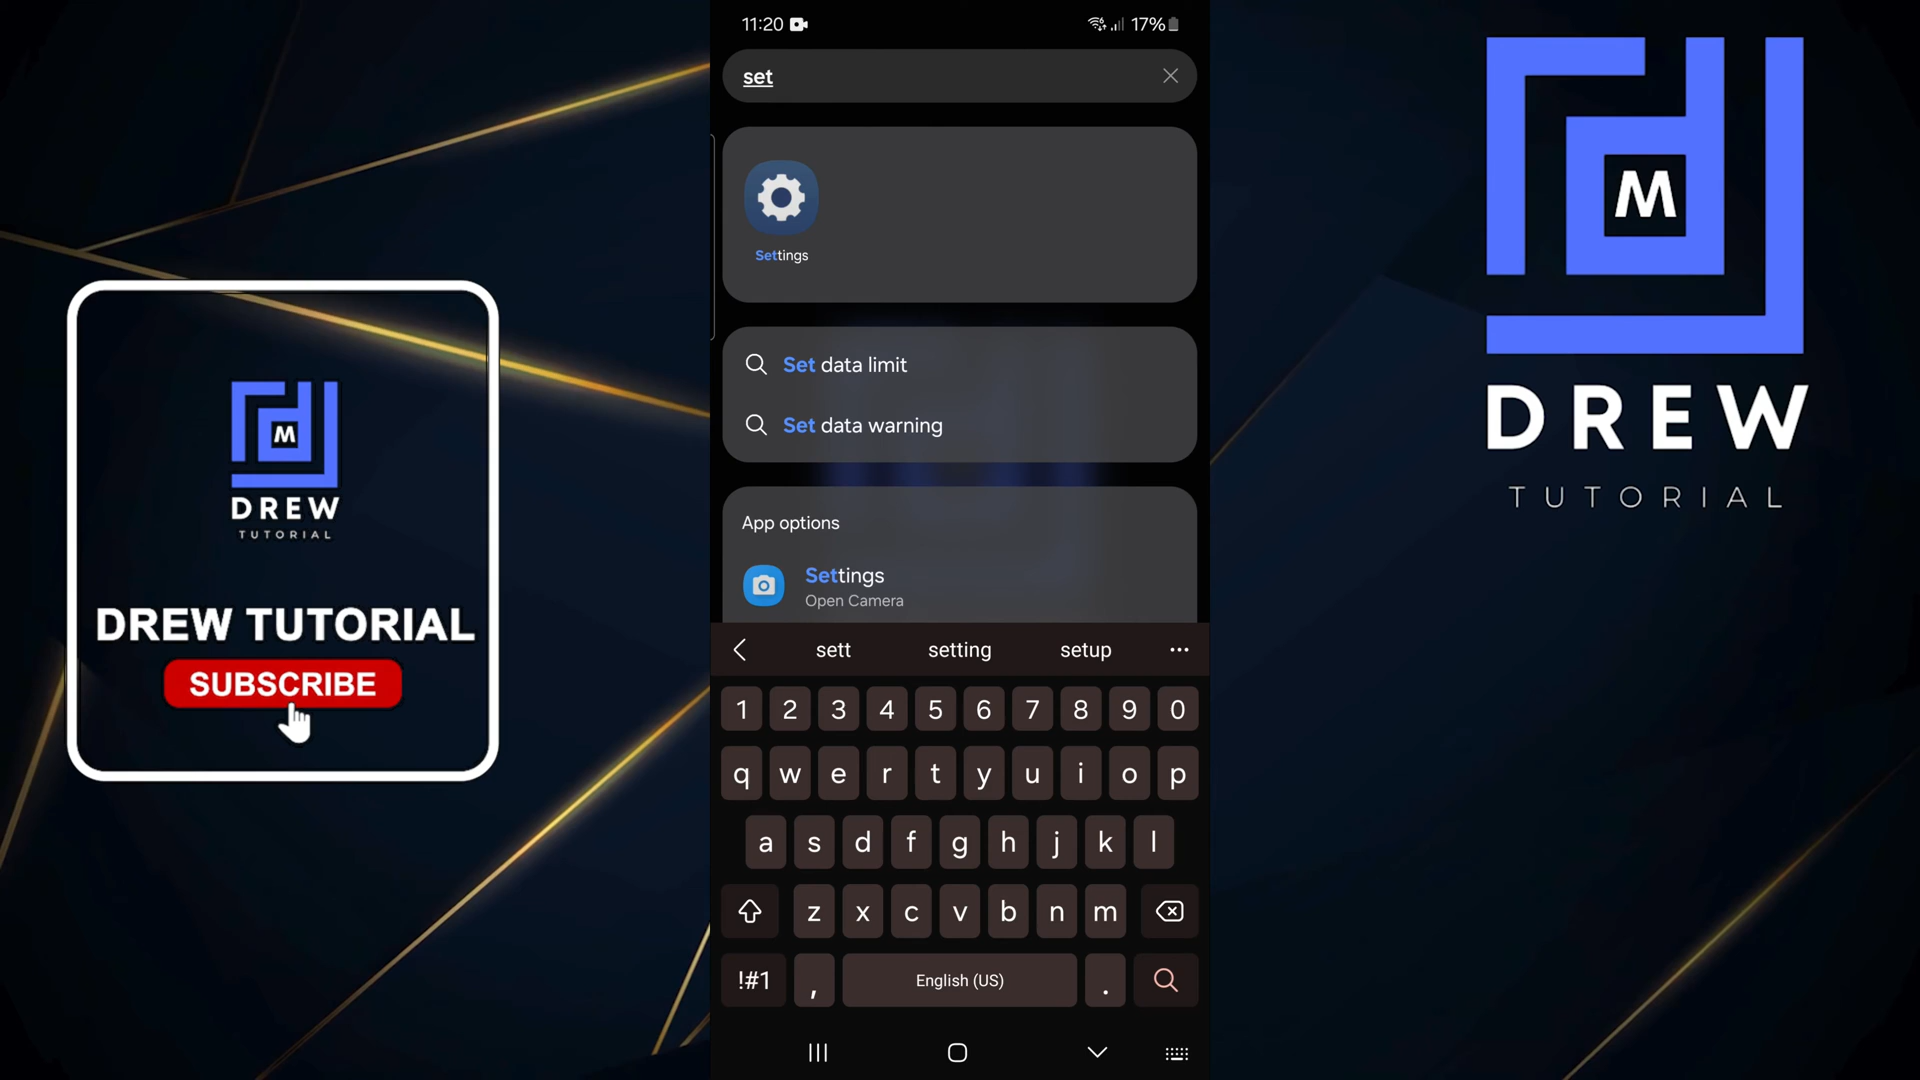 M
DREW
TUTORIAL
DREW TUTORIAL
SUBSCRIBE
11:20
17%
set
Settings
Set data limit
Set data warning
App options
Settings
Open Camera
sett setting setup
1 2 3 4 5 6 7 8 9 0
q w e r t y u i o p
a s d f g h j k l
z x c v b n m
!#1 , English (US) .
M
DREW
TUTORIAL